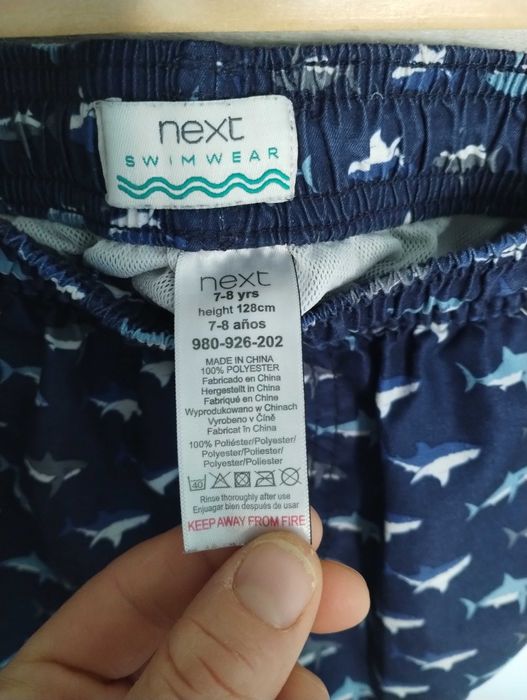 next
SWIMWEAR
next
7-8 yrs
height 128cm
7-8 años
980-926-202
MADE IN CHINA
100% POLYESTER
Fabricado en China
Hergestellt in China
Fabriqué en Chine
Wyprodukowano w Chinach
Vyrobeno v Číně
Fabricat în China
100% Poliéster/Polyester/
Polyester/Poliester/
Polyester/Poliester
40
Rinse thoroughly after use
Enjuagar bien después de usar
KEEP AWAY FROM FIRE